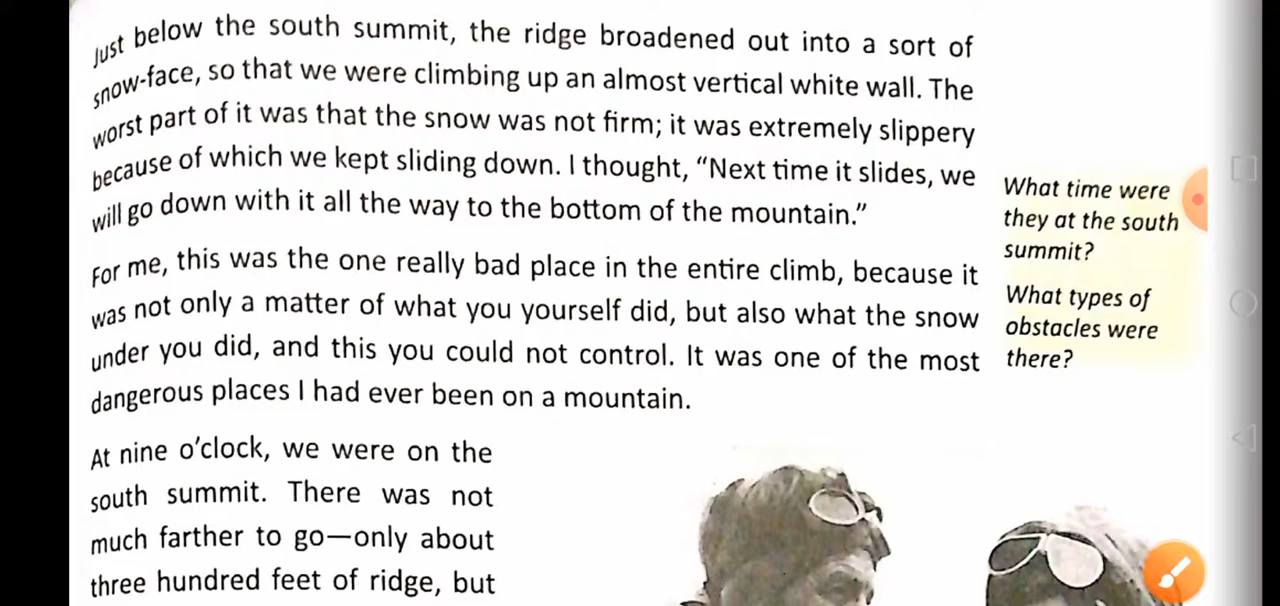 Just below the south summit, the ridge broadened out into a sort of
snow-face, so that we were climbing up an almost vertical white wall. The
worst part of it was that the snow was not firm; it was extremely slippery
because of which we kept sliding down. I thought, “Next time it slides, we
will go down with it all the way to the bottom of the mountain.”
For me, this was the one really bad place in the entire climb, because it
was not only a matter of what you yourself did, but also what the snow
under you did, and this you could not control. It was one of the most
dangerous places I had ever been on a mountain.
At nine o’clock, we were on the
south summit. There was not
much farther to go—only about
three hundred feet of ridge, but
What time were
they at the south
summit?
What types of
obstacles were
there?